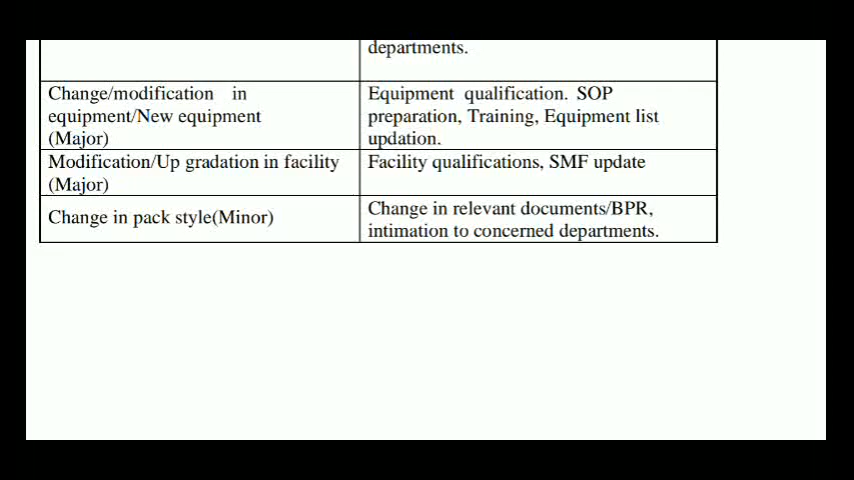 departments.
Change/modification in
equipment/New equipment
(Major)
Equipment qualification. SOP
preparation, Training, Equipment list
updation.
Modification/Up gradation in facility
(Major)
Facility qualifications, SMF update
Change in pack style(Minor)
Change in relevant documents/BPR,
intimation to concerned departments.